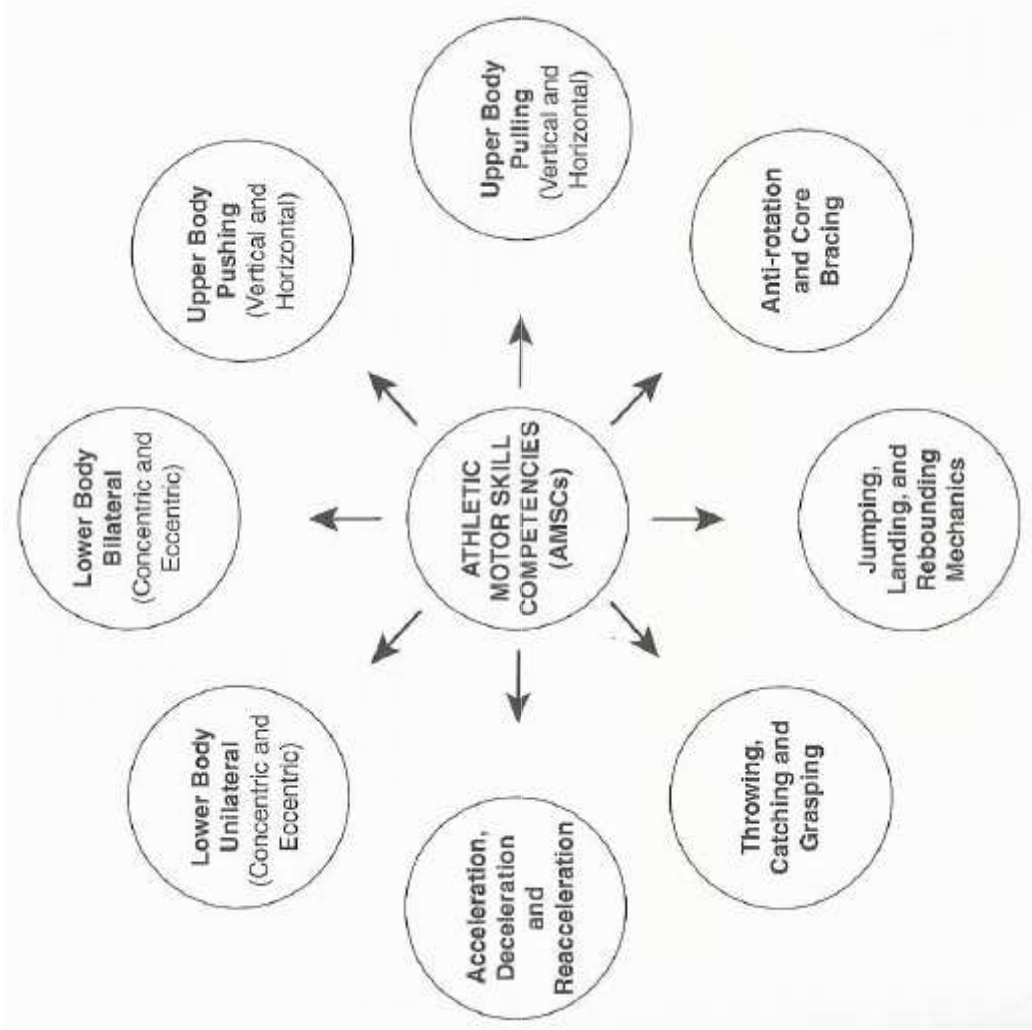 Lower Body
Bilateral
(Concentric and
Eccentric)
Lower Body
Unilateral
(Concentric and
Eccentric)
Upper Body
Pushing
(Vertical and
Horizontal)
Acceleration,
Deceleration
and
Reacceleration
ATHLETIC
MOTOR SKILL
COMPETENCIES
(AMSCs)
Upper Body
Pulling
(Vertical and
Horizontal)
Throwing,
Catching and
Grasping
Anti-rotation
and Core
Bracing
Jumping,
Landing, and
Rebounding
Mechanics